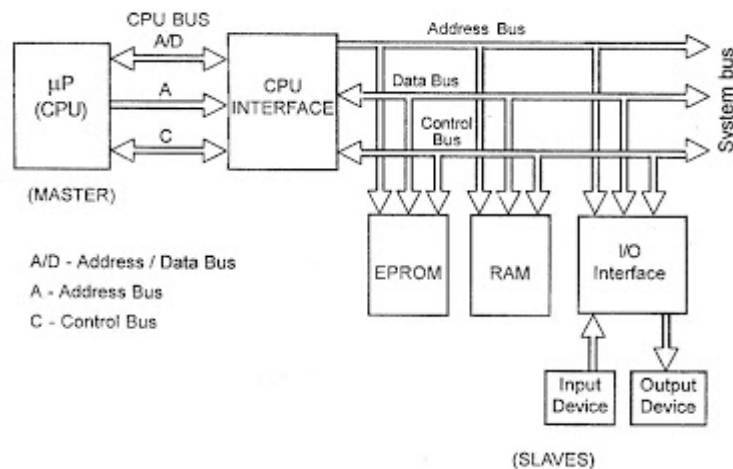 CPU BUS
A/D
A
C
µP
(CPU)
(MASTER)
CPU
INTERFACE
Address Bus
Data Bus
Control
Bus
System bus
EPROM
RAM
I/O
Interface
A/D - Address / Data Bus
A - Address Bus
C - Control Bus
Input
Device
Output
Device
(SLAVES)